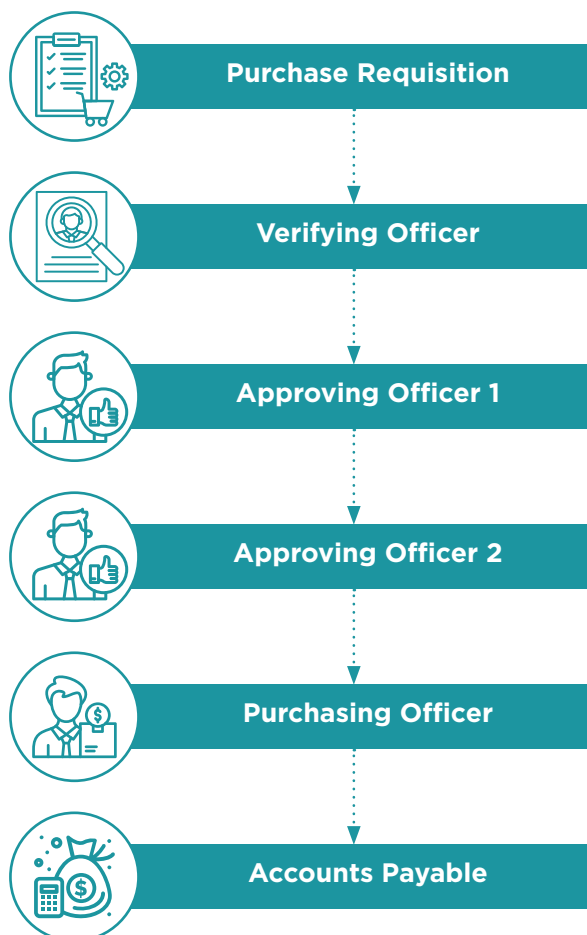 Purchase Requisition
Verifying Officer
Approving Officer 1
Approving Officer 2
$
Purchasing Officer
$
Accounts Payable